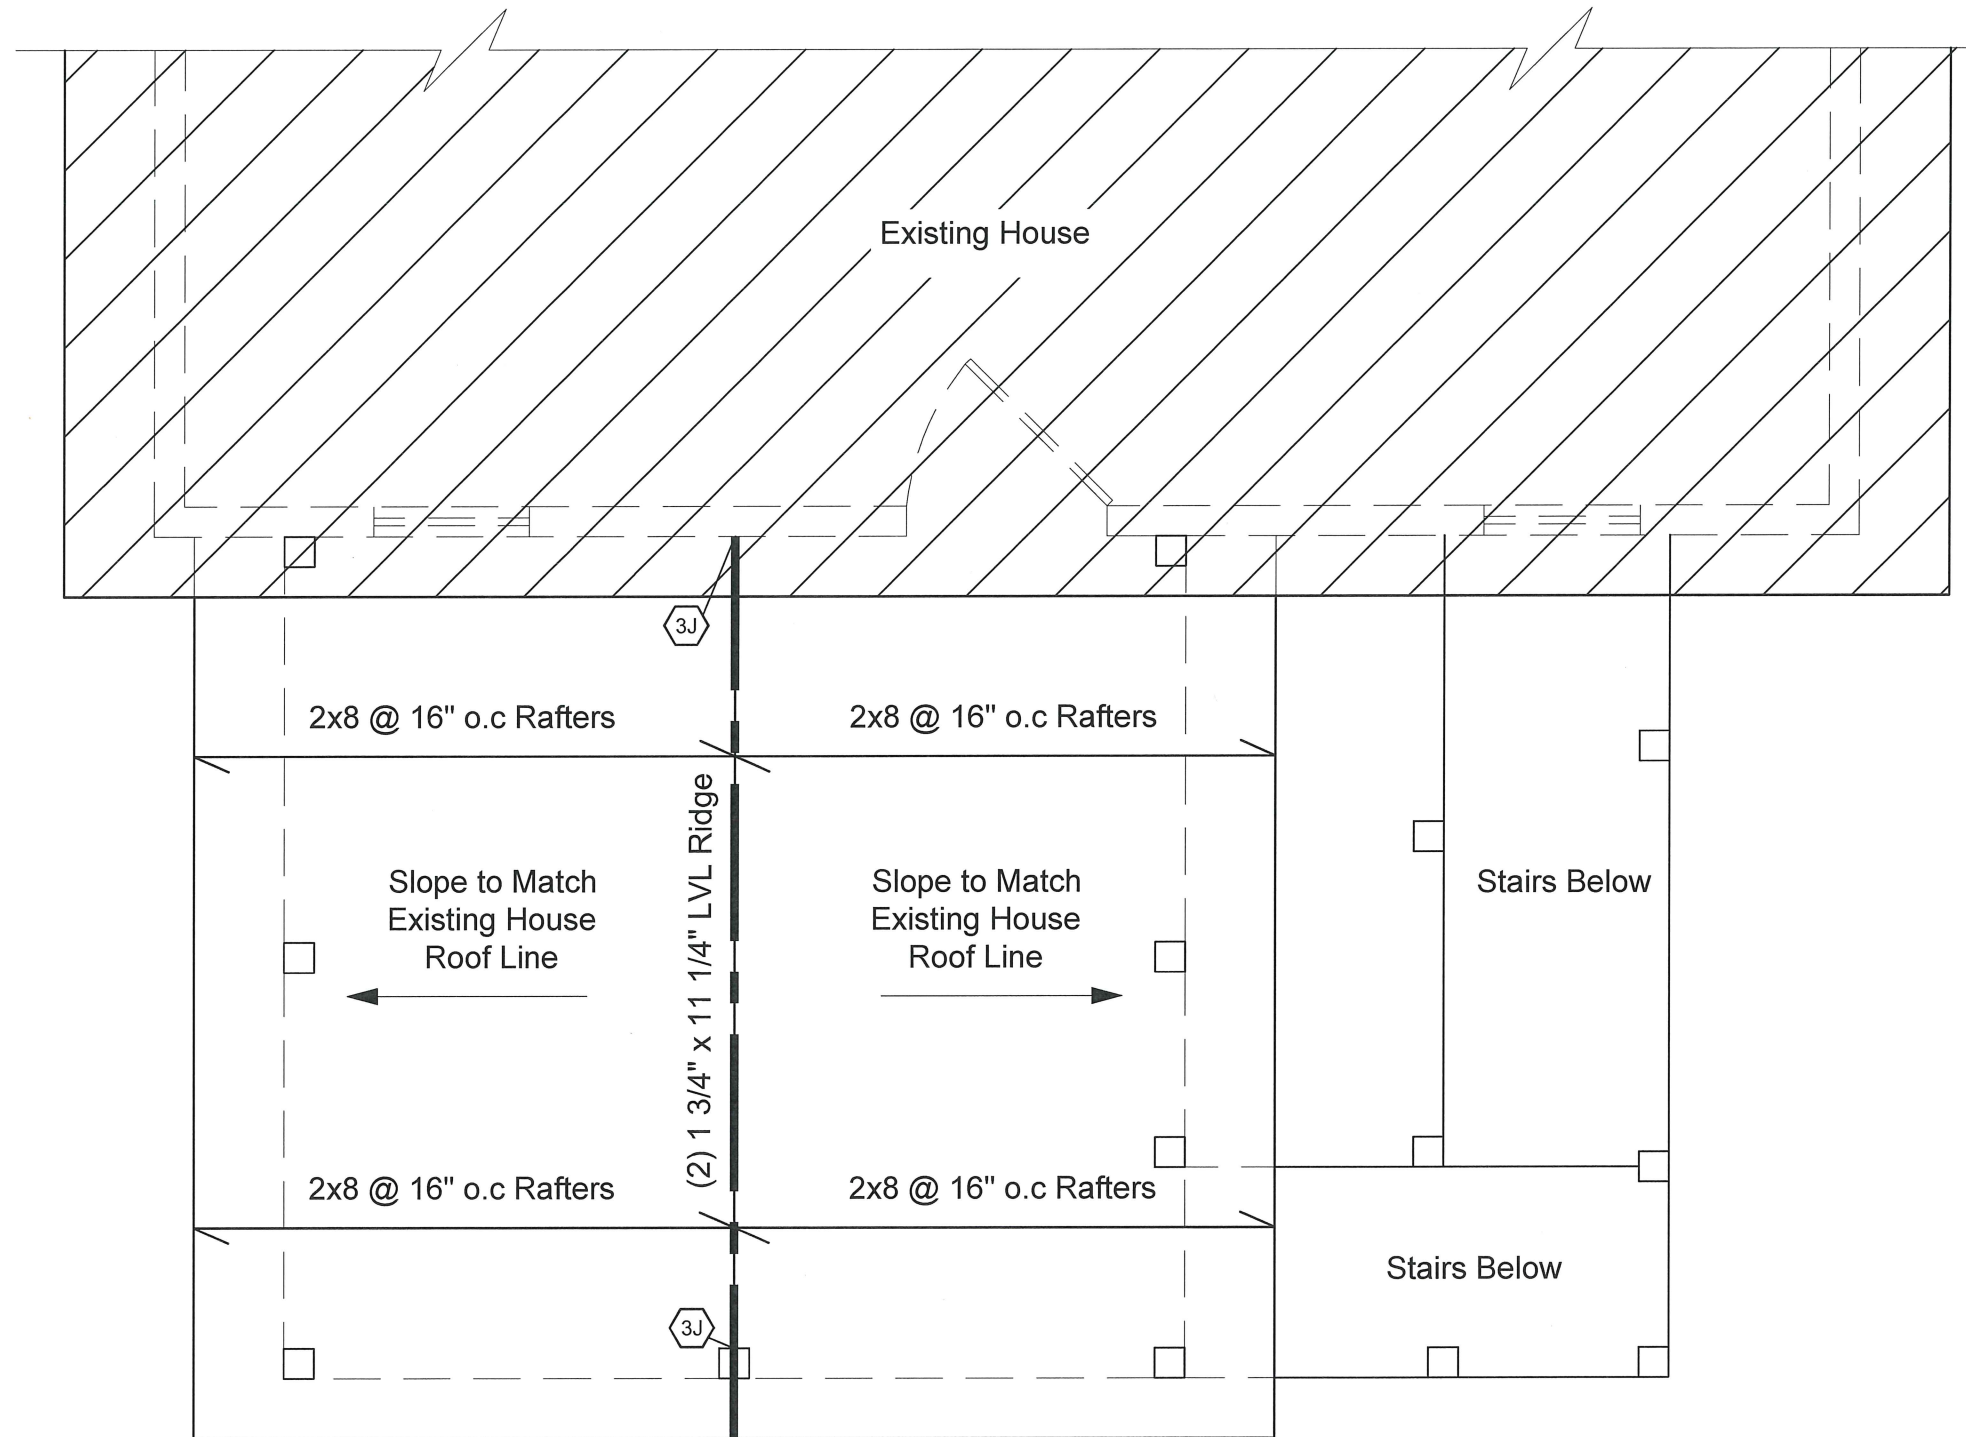 Existing House
3J
2x8 @ 16" o.c Rafters
2x8 @ 16" o.c Rafters
(2) 1 3/4" x 11 1/4" LVL Ridge
Slope to Match
Existing House
Roof Line
Slope to Match
Existing House
Roof Line
Stairs Below
2x8 @ 16" o.c Rafters
2x8 @ 16" o.c Rafters
Stairs Below
3J